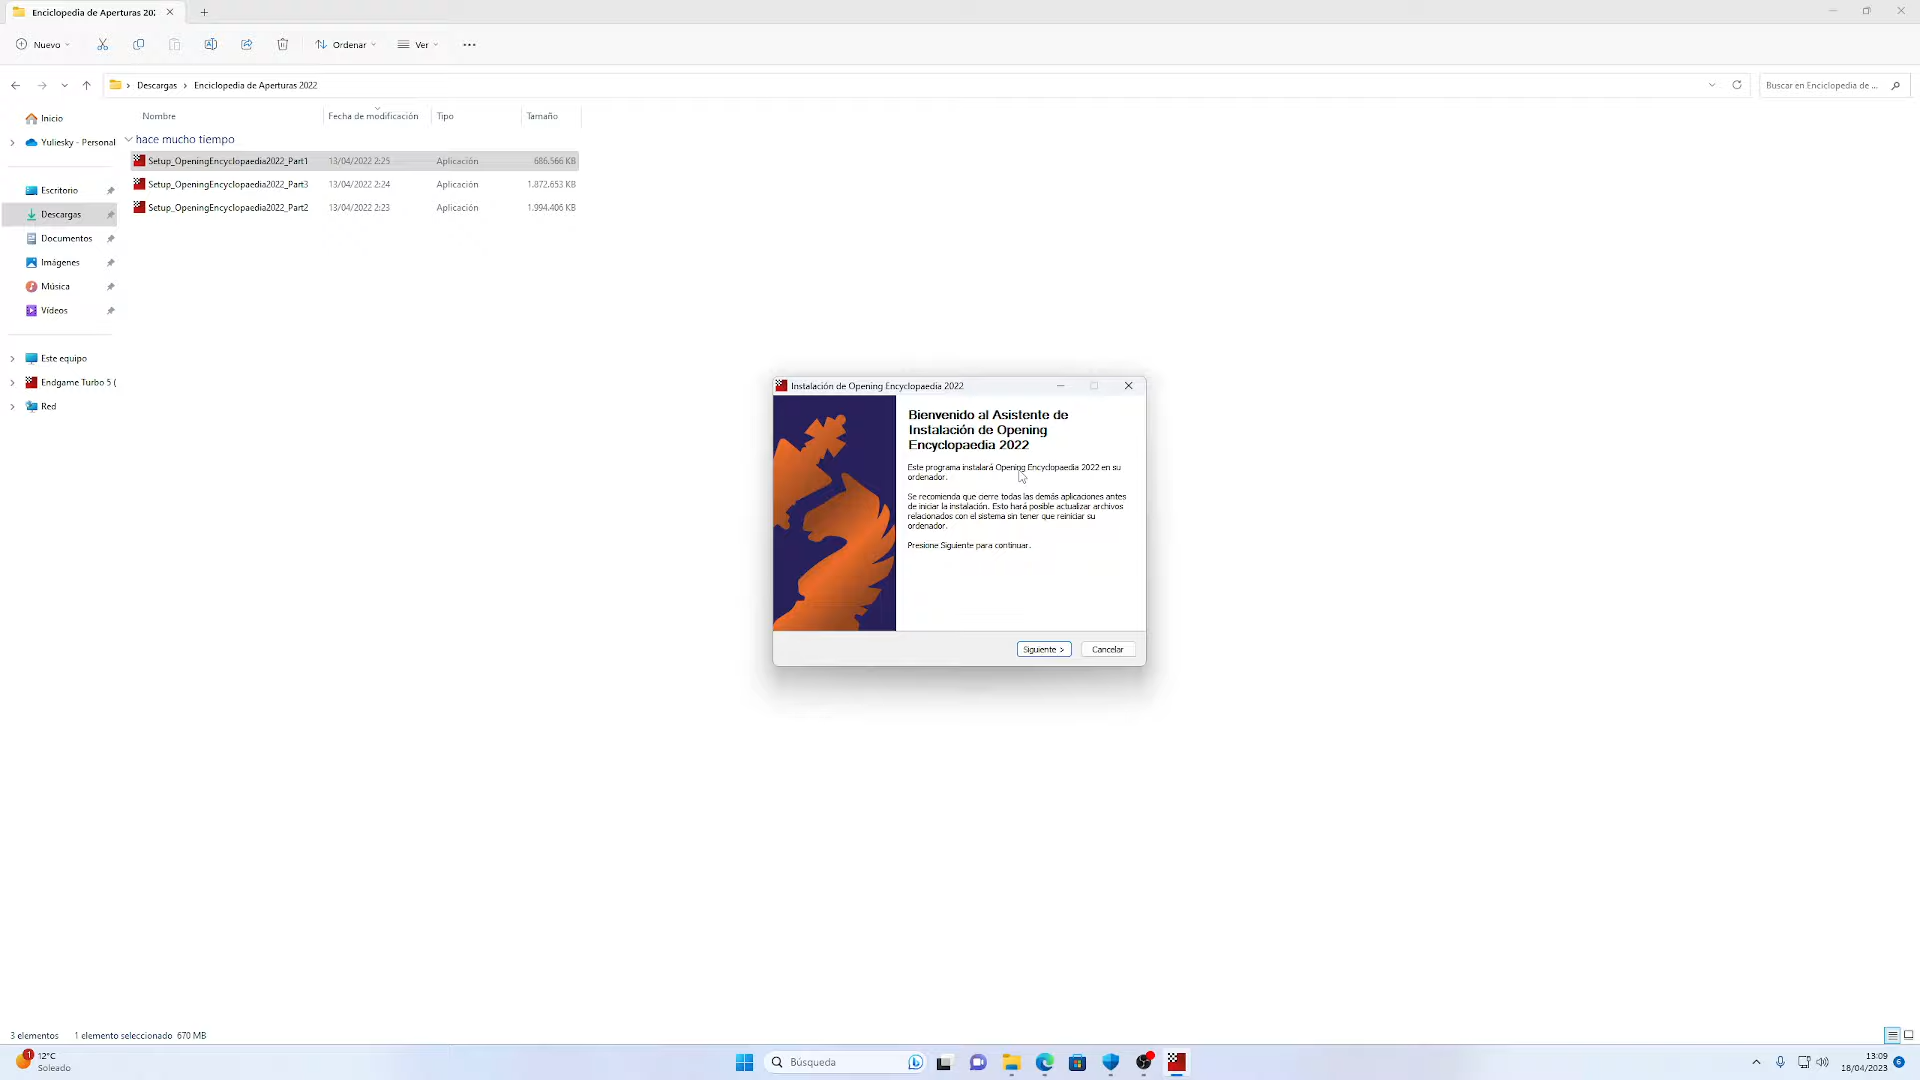 Enciclopedia de Aperturas 202
Nuevo
Ordenar
Ver
Descargas
Enciclopedia de Aperturas 2022
Buscar en Enciclopedia de ...
Nombre
Fecha de modificación
Tipo
Tamaño
hace mucho tiempo
Setup_OpeningEncyclopaedia2022_Part1
13/04/2022 2:25
Aplicación
686.566 KB
Setup_OpeningEncyclopaedia2022_Part3
13/04/2022 2:24
Aplicación
1.872.653 KB
Setup_OpeningEncyclopaedia2022_Part2
13/04/2022 2:23
Aplicación
1.994.406 KB
Inicio
Yuliesky - Personal
Escritorio
Descargas
Documentos
Imágenes
Música
Vídeos
Este equipo
Endgame Turbo 5 (
Red
Instalación de Opening Encyclopaedia 2022
Bienvenido al Asistente de
Instalación de Opening
Encyclopaedia 2022
Este programa instalará Opening Encyclopaedia 2022 en su
ordenador.
Se recomienda que cierre todas las demás aplicaciones antes
de iniciar la instalación. Esto hará posible actualizar archivos
relacionados con el sistema sin tener que reiniciar su
ordenador.
Presione Siguiente para continuar.
Siguiente >
Cancelar
3 elementos
1 elemento seleccionado 670 MB
1
12°C
Soleado
Búsqueda
13:09
18/04/2023
6